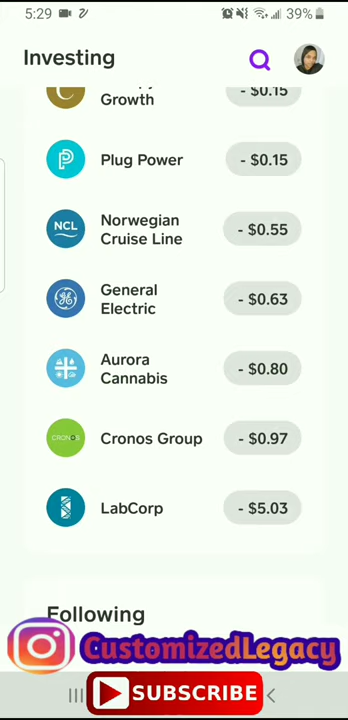 5:29
39%
Investing
C
Growth
- $0.15
Plug Power
- $0.15
NCL
Norwegian
Cruise Line
- $0.55
General
Electric
- $0.63
Aurora
Cannabis
- $0.80
CRONOS
Cronos Group
- $0.97
LabCorp
- $5.03
Following
CustomizedLegacy
SUBSCRIBE